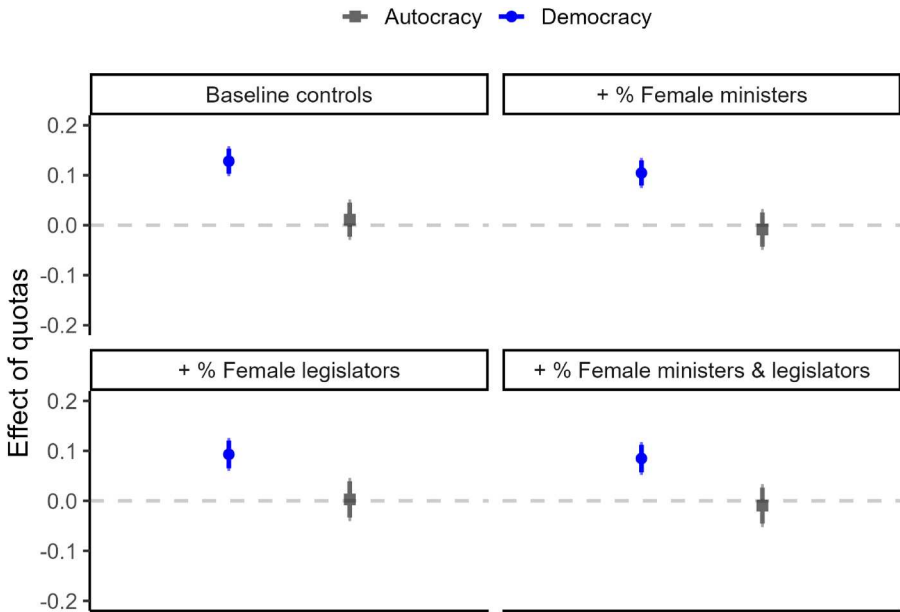 Autocracy Democracy
Baseline controls
+ % Female ministers
0.2
0.1
0.0
-0.1
-0.2
+ % Female legislators
+ % Female ministers & legislators
0.2
0.1
0.0
-0.1
-0.2
Effect of quotas